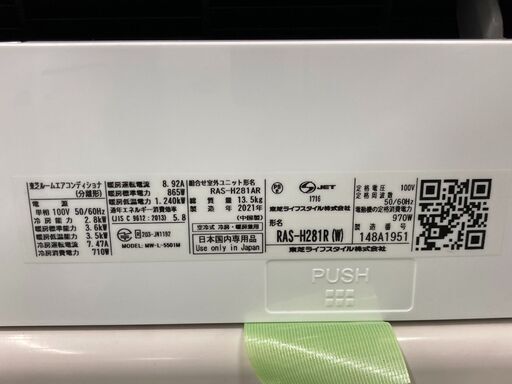 東芝ルームエアコンディショナ
(分離形)
電源
単相 100V 50/60Hz
冷房能力 2.8kW
暖房標準能力 3.6kW
暖房低温能力 3.5kW
冷房運転電流 7.47A
冷房消費電力 710W
暖房運転電流 8.92A
暖房標準電力 865W
暖房低温電力 1.240kW
通年エネルギー消費効率
(JIS C 9612:2013) 5.8
203-JN1192
MODEL: MW-L-5501M
組合せ室外ユニット形名
RAS-H281AR
総質量 13.5kg
製造年 2021年
(中国製)
空冷式 冷房・暖房兼用
日本国内専用品
Use only in Japan
JET
1716
東芝ライフスタイル株式会社
形名
RAS-H281R(W)
定格電圧 100V
定格周波数
50/60Hz
電動機の定格消費電力
970W
製造番号
148A1951
東芝ライフスタイル株式会社
PUSH